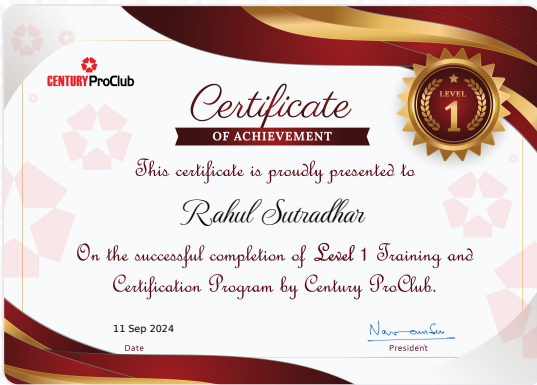 CENTURY ProClub
LEVEL
1
Certificate
OF ACHIEVEMENT
This certificate is proudly presented to
Rahul Sutradhar
On the successful completion of Level 1 Training and
Certification Program by Century ProClub.
11 Sep 2024
Date
President